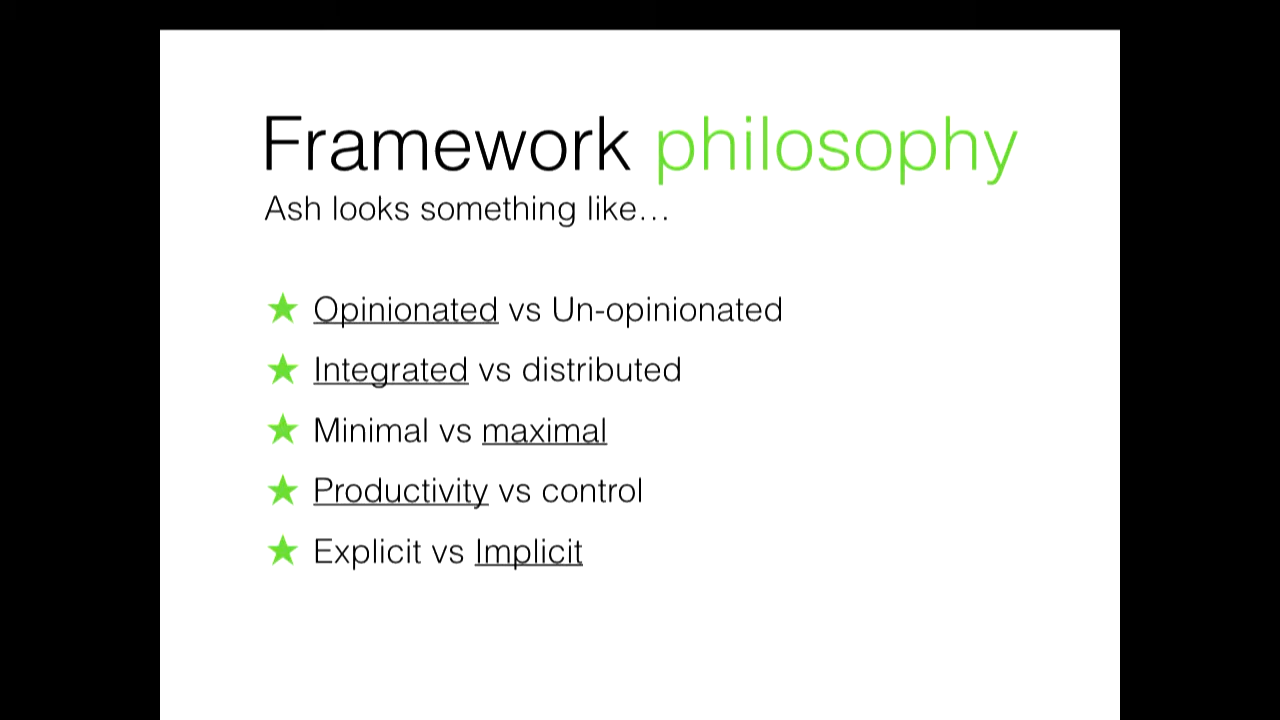 Framework philosophy
Ash looks something like…
★ Opinionated vs Un-opinionated
★ Integrated vs distributed
★ Minimal vs maximal
★ Productivity vs control
★ Explicit vs Implicit